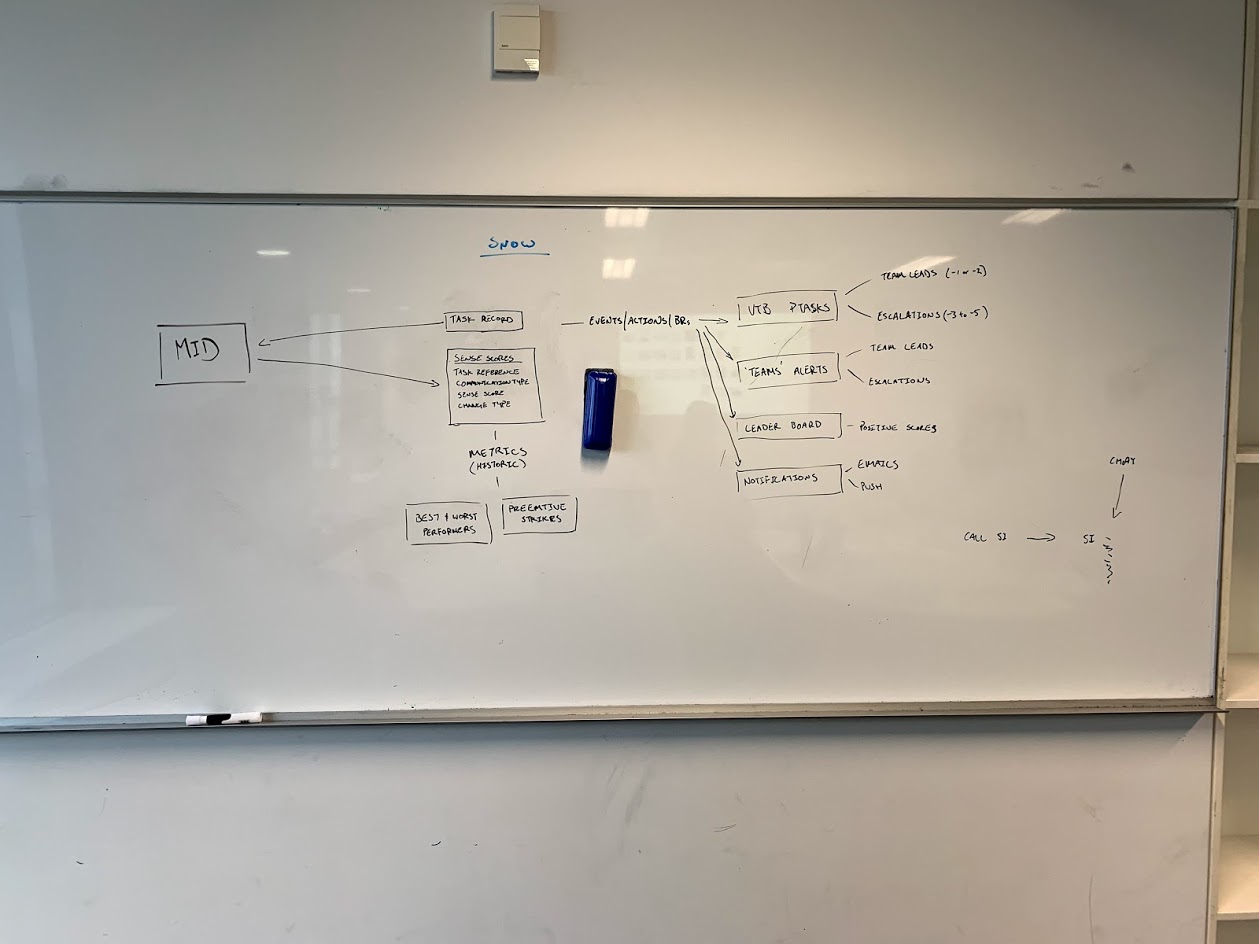 SNOW
MID
TASK RECORD
SENSE SCORES
TASK REFERENCE
COMMUNICATION TYPE
SENSE SCORE
CHANGE TYPE
METRICS
(HISTORIC)
BEST + WORST
PERFORMERS
PREEMTIVE
STRIKES
EVENTS/ACTIONS/BRs
VTB PTASKS
TEAM LEADS (-1 or -2)
ESCALATIONS (-3 to -5)
'TEAMS' ALERTS
TEAM LEADS
ESCALATIONS
LEADER BOARD
POSITIVE SCORES
NOTIFICATIONS
EMAILS
PUSH
CHAT
CALL SI
SI